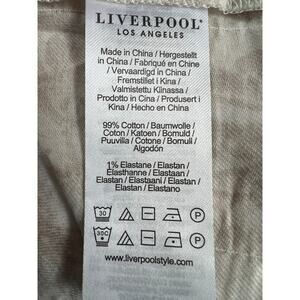 LIVERPOOL®
LOS ANGELES
Made in China / Hergestellt
in China / Fabriqué en Chine
/ Vervaardigd in China /
Fremstillet i Kina /
Valmistettu Kiinassa /
Prodotto in Cina / Produsert i
Kina / Hecho en China
99% Cotton / Baumwolle /
Coton / Katoen / Bomuld /
Puuvilla / Cotone / Bomull /
Algodón
1% Elastane / Elastan /
Elasthanne / Elastaan /
Elastan / Elastaani / Elastan /
Elastan / Elastano
30 P
30C P
www.liverpoolstyle.com